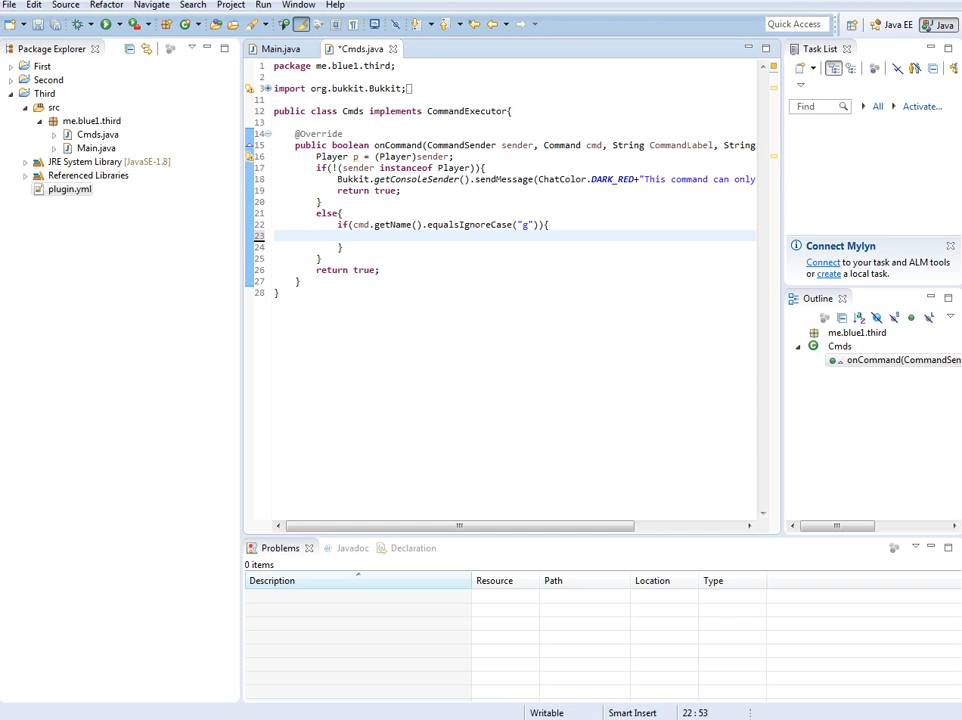 File Edit Source Refactor Navigate Search Project Run Window Help
Quick Access Java EE Java
Package Explorer
First
Second
Third
src
me.blue1.third
Cmds.java
Main.java
JRE System Library [JavaSE-1.8]
Referenced Libraries
plugin.yml
Main.java *Cmds.java
1 package me.blue1.third;
2
3 import org.bukkit.Bukkit;
11
12 public class Cmds implements CommandExecutor{
13
14 @Override
15 public boolean onCommand(CommandSender sender, Command cmd, String CommandLabel, String
16 Player p = (Player)sender;
17 if(!(sender instanceof Player)){
18 Bukkit.getConsoleSender().sendMessage(ChatColor.DARK_RED+"This command can only
19 return true;
20 }
21 else{
22 if(cmd.getName().equalsIgnoreCase("g")){
23
24 }
25 }
26 return true;
27 }
28 }
Task List
Find All Activate...
Connect Mylyn
Connect to your task and ALM tools
or create a local task.
Outline
me.blue1.third
Cmds
onCommand(CommandSen
Problems Javadoc Declaration
0 items
Description Resource Path Location Type
Writable Smart Insert 22 : 53